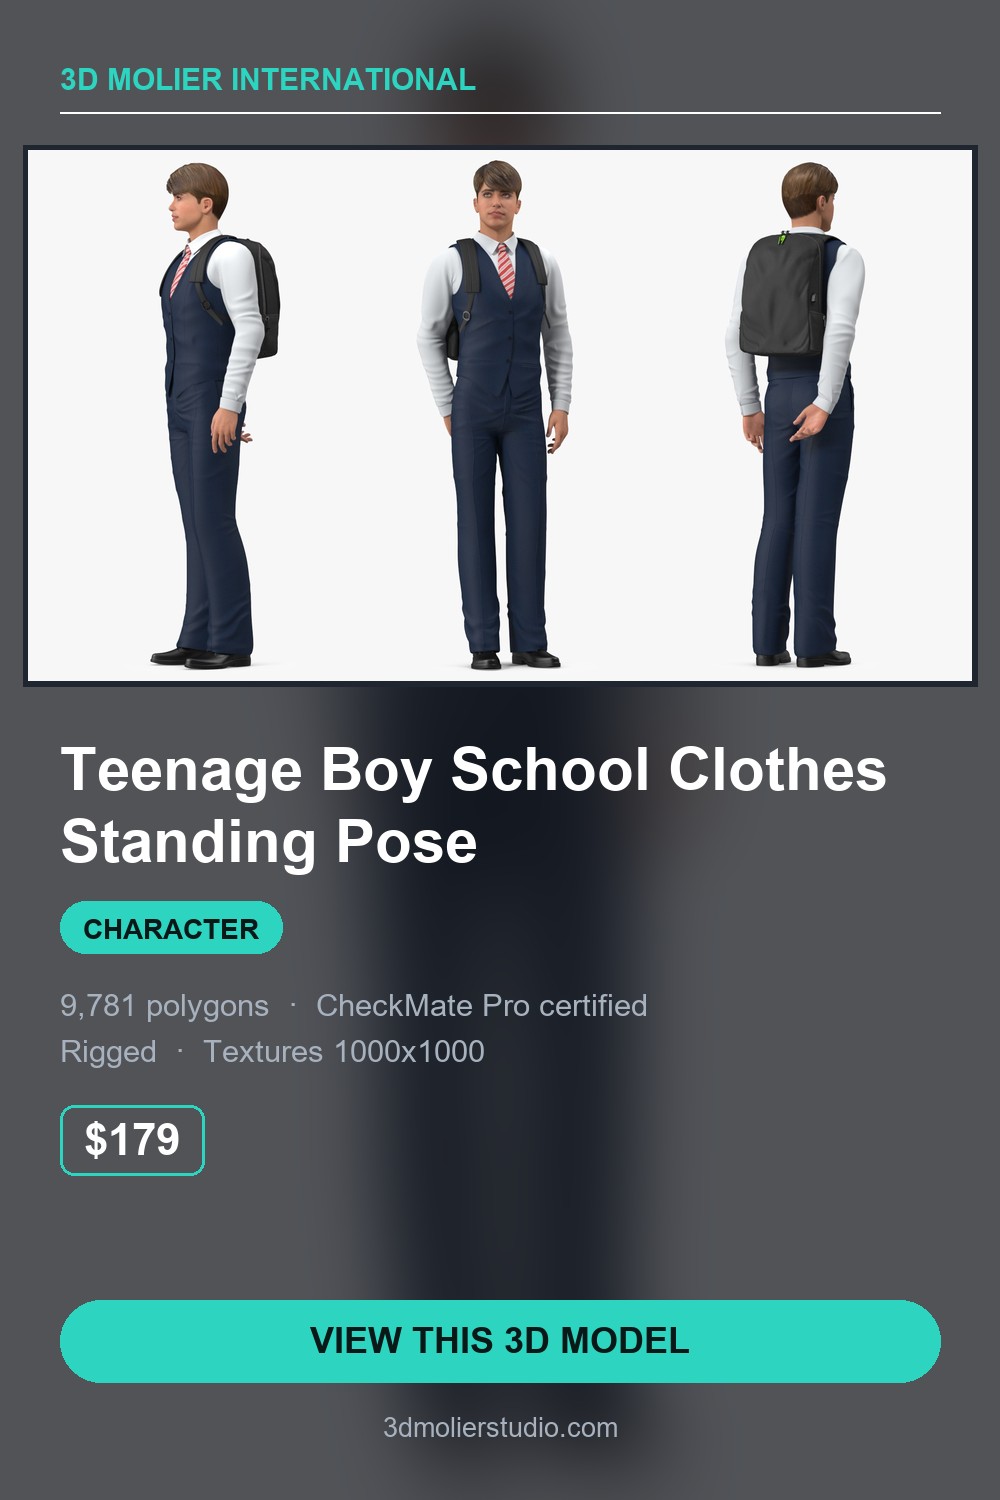 3D MOLIER INTERNATIONAL
Teenage Boy School Clothes
Standing Pose
CHARACTER
9,781 polygons · CheckMate Pro certified
Rigged · Textures 1000x1000
$179
VIEW THIS 3D MODEL
3dmolierstudio.com